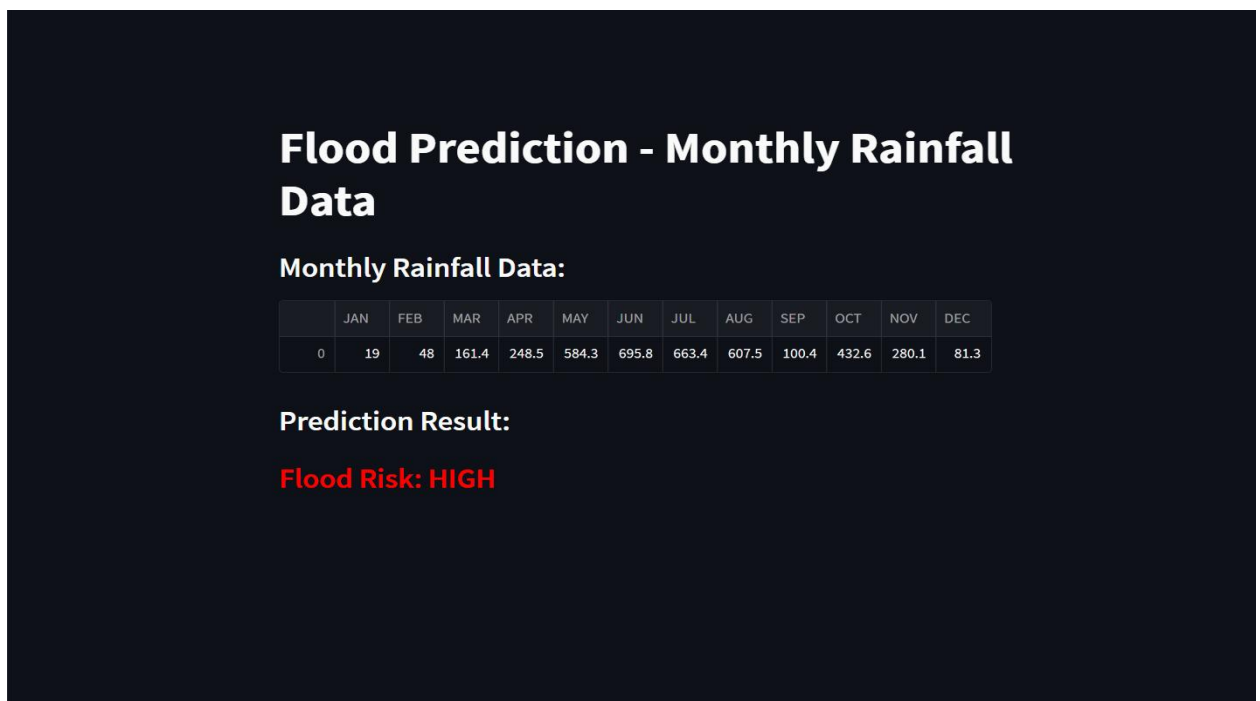 Flood Prediction - Monthly Rainfall
Data
Monthly Rainfall Data:
JAN FEB MAR APR MAY JUN JUL AUG SEP OCT NOV DEC
0 19 48 161.4 248.5 584.3 695.8 663.4 607.5 100.4 432.6 280.1 81.3
Prediction Result:
Flood Risk: HIGH